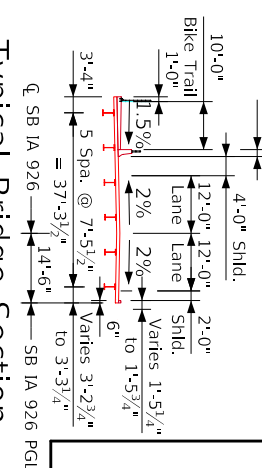 10'-0"
Bike Trail
1'-0"
4'-0" Shld.
12'-0"
Lane
12'-0"
Lane
2'-0"
Shld.
1.5%
2%
2%
Varies 1'-5 1/4"
to 1'-5 3/4"
6"
3'-4"
5 Spa. @ 7'-5 1/2"
= 37'-3 1/2"
Varies 3'-2 3/4"
to 3'-3 1/4"
14'-6"
℄ SB IA 926
SB IA 926 PGL
Typical Bridge Section